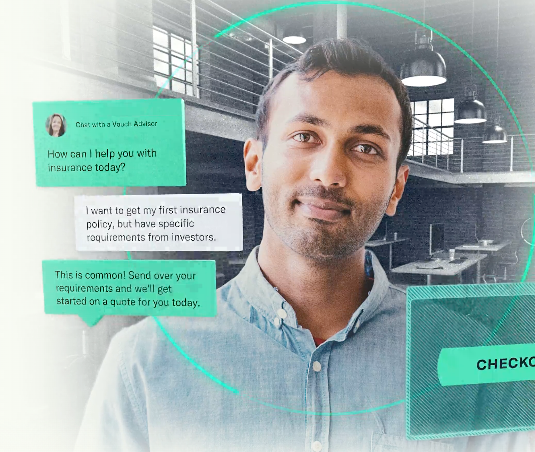 Chat with a Vouch Advisor
How can I help you with
insurance today?
I want to get my first insurance
policy, but have specific
requirements from investors.
This is common! Send over your
requirements and we'll get
started on a quote for you today.
CHECKO